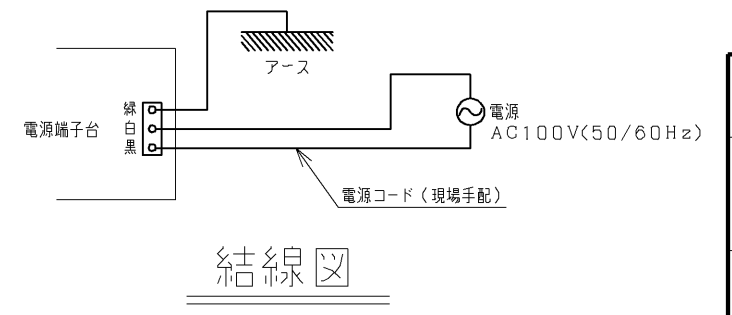 アース
緑
白
黒
電源端子台
電源
AC100V(50/60Hz)
電源コード(現場手配)
結線図